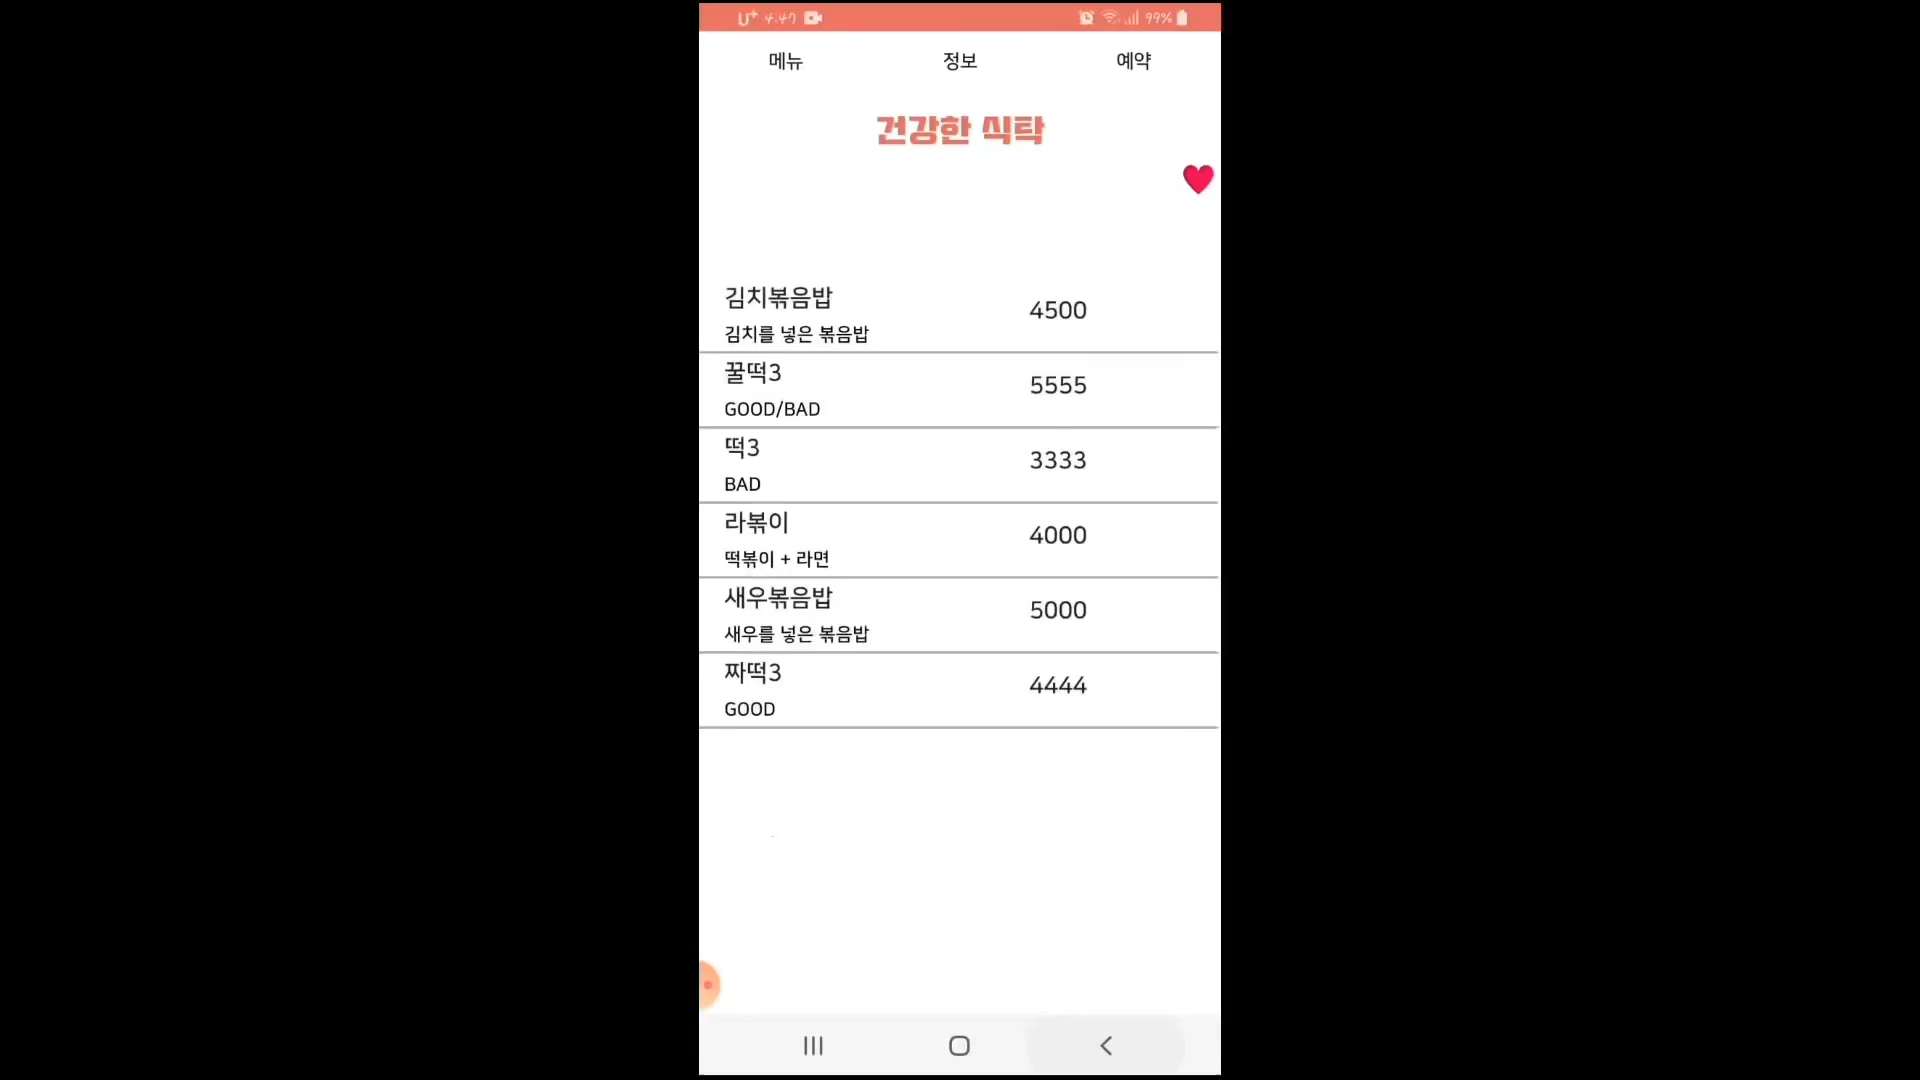 U⁺ 4:47 99%
메뉴 정보 예약
건강한 식탁
김치볶음밥 4500
김치를 넣은 볶음밥
꿀떡3 5555
GOOD/BAD
떡3 3333
BAD
라볶이 4000
떡볶이 + 라면
새우볶음밥 5000
새우를 넣은 볶음밥
짜떡3 4444
GOOD